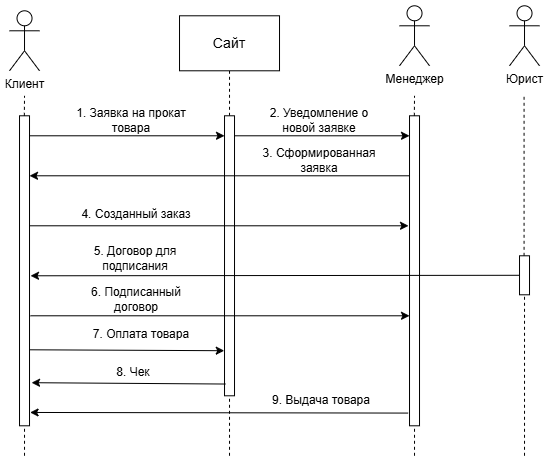 Клиент
Сайт
Менеджер
Юрист
1. Заявка на прокат
товара
2. Уведомление о
новой заявке
3. Сформированная
заявка
4. Созданный заказ
5. Договор для
подписания
6. Подписанный
договор
7. Оплата товара
8. Чек
9. Выдача товара